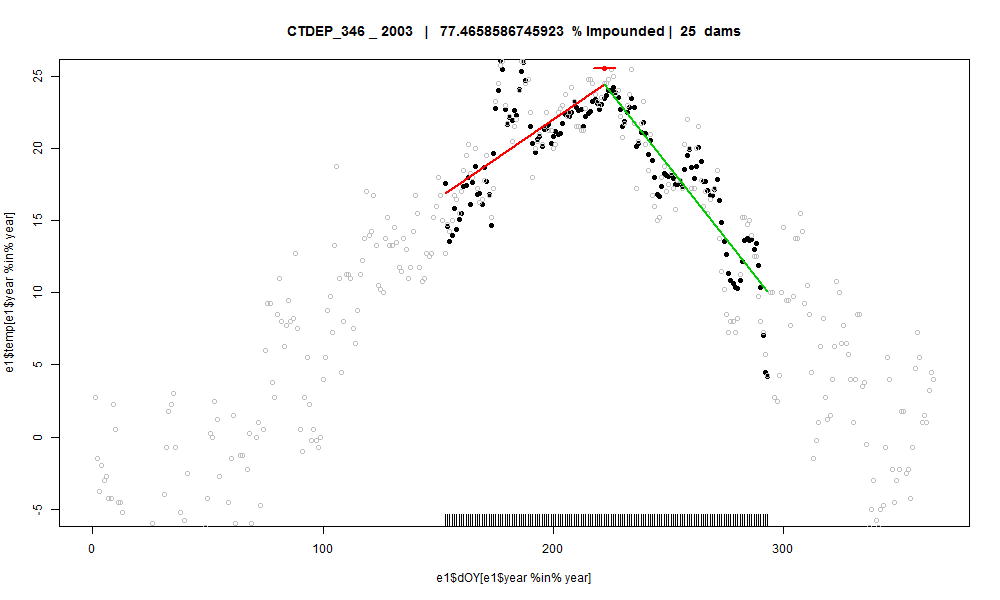 CTDEP_346 _ 2003 | 77.4658586745923 % Impounded | 25 dams
e1$temp[e1$year %in% year]
25
20
15
10
5
0
-5
0 100 200 300
e1$dOY[e1$year %in% year]